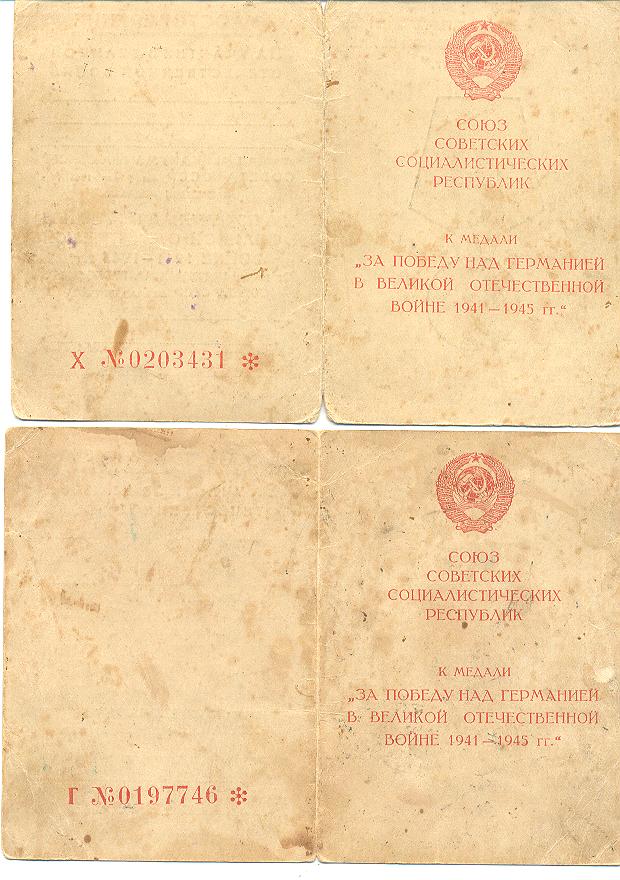 СОЮЗ
СОВЕТСКИХ
СОЦИАЛИСТИЧЕСКИХ
РЕСПУБЛИК
К МЕДАЛИ
„ЗА ПОБЕДУ НАД ГЕРМАНИЕЙ
В ВЕЛИКОЙ ОТЕЧЕСТВЕННОЙ
ВОЙНЕ 1941—1945 гг.“
Х №0203431 *
СОЮЗ
СОВЕТСКИХ
СОЦИАЛИСТИЧЕСКИХ
РЕСПУБЛИК
К МЕДАЛИ
„ЗА ПОБЕДУ НАД ГЕРМАНИЕЙ
В ВЕЛИКОЙ ОТЕЧЕСТВЕННОЙ
ВОЙНЕ 1941—1945 гг.“
Г №0197746 *